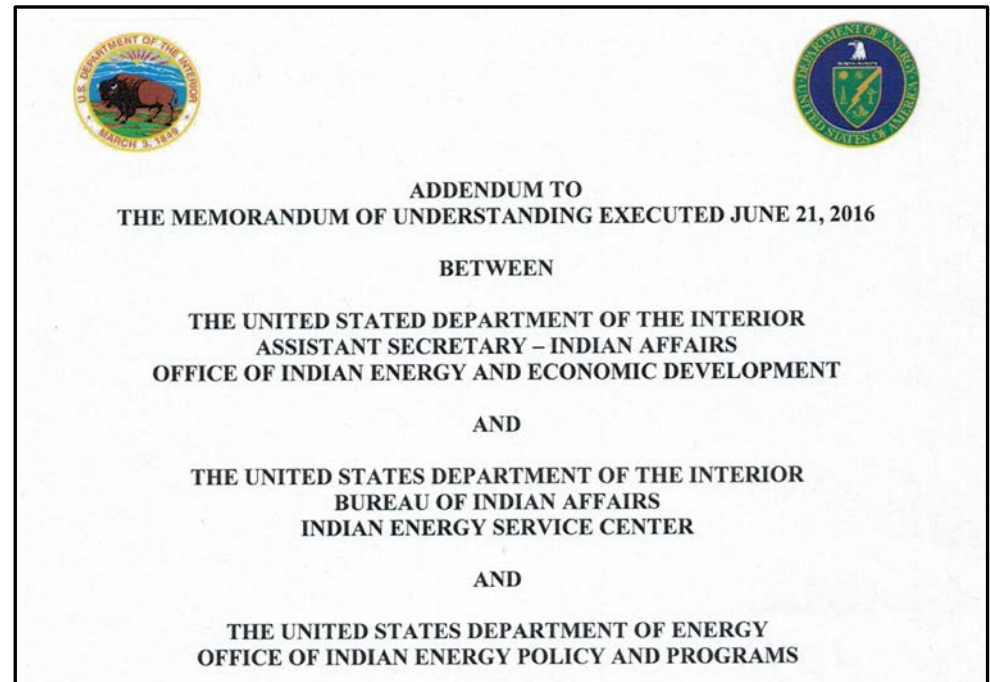 U.S. DEPARTMENT OF THE INTERIOR
MARCH 3, 1849
DEPARTMENT OF ENERGY
UNITED STATES OF AMERICA
ADDENDUM TO
THE MEMORANDUM OF UNDERSTANDING EXECUTED JUNE 21, 2016
BETWEEN
THE UNITED STATED DEPARTMENT OF THE INTERIOR
ASSISTANT SECRETARY – INDIAN AFFAIRS
OFFICE OF INDIAN ENERGY AND ECONOMIC DEVELOPMENT
AND
THE UNITED STATES DEPARTMENT OF THE INTERIOR
BUREAU OF INDIAN AFFAIRS
INDIAN ENERGY SERVICE CENTER
AND
THE UNITED STATES DEPARTMENT OF ENERGY
OFFICE OF INDIAN ENERGY POLICY AND PROGRAMS